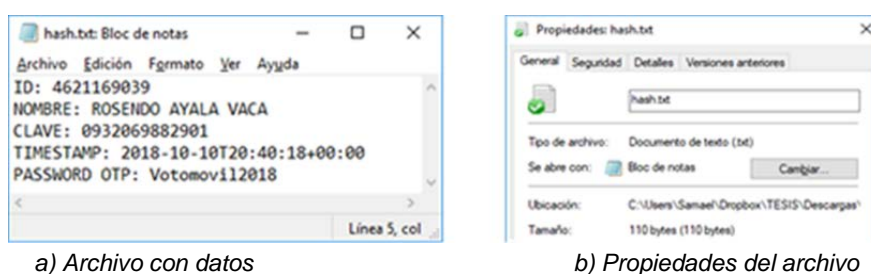 hash.txt: Bloc de notas
Archivo Edición Formato Ver Ayuda
ID: 4621169039
NOMBRE: ROSENDO AYALA VACA
CLAVE: 0932069882901
TIMESTAMP: 2018-10-10T20:40:18+00:00
PASSWORD OTP: Votomovil2018
Línea 5, col
a) Archivo con datos
Propiedades: hash.txt
General Seguridad Detalles Versiones anteriores
hash.txt
Tipo de archivo: Documento de texto (.txt)
Se abre con: Bloc de notas Cambiar...
Ubicación: C:\Users\Samael\Dropbox\TESIS\Descargas\
Tamaño: 110 bytes (110 bytes)
b) Propiedades del archivo